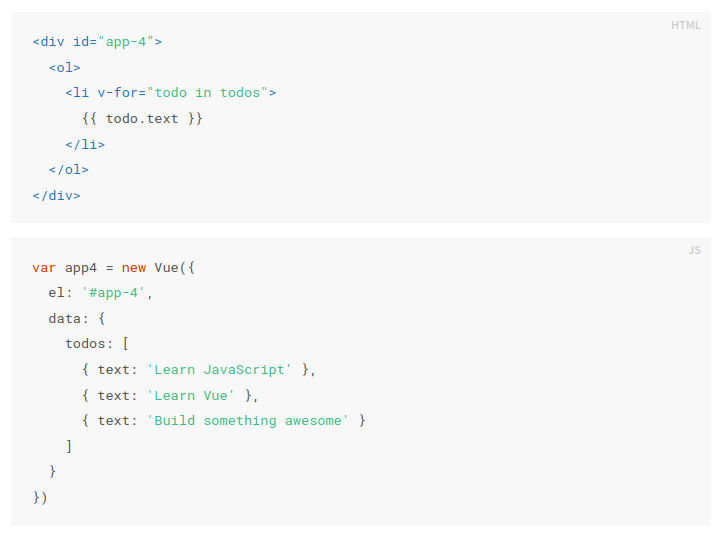 HTML
<div id="app-4">
  <ol>
    <li v-for="todo in todos">
      {{ todo.text }}
    </li>
  </ol>
</div>
JS
var app4 = new Vue({
  el: '#app-4',
  data: {
    todos: [
      { text: 'Learn JavaScript' },
      { text: 'Learn Vue' },
      { text: 'Build something awesome' }
    ]
  }
})